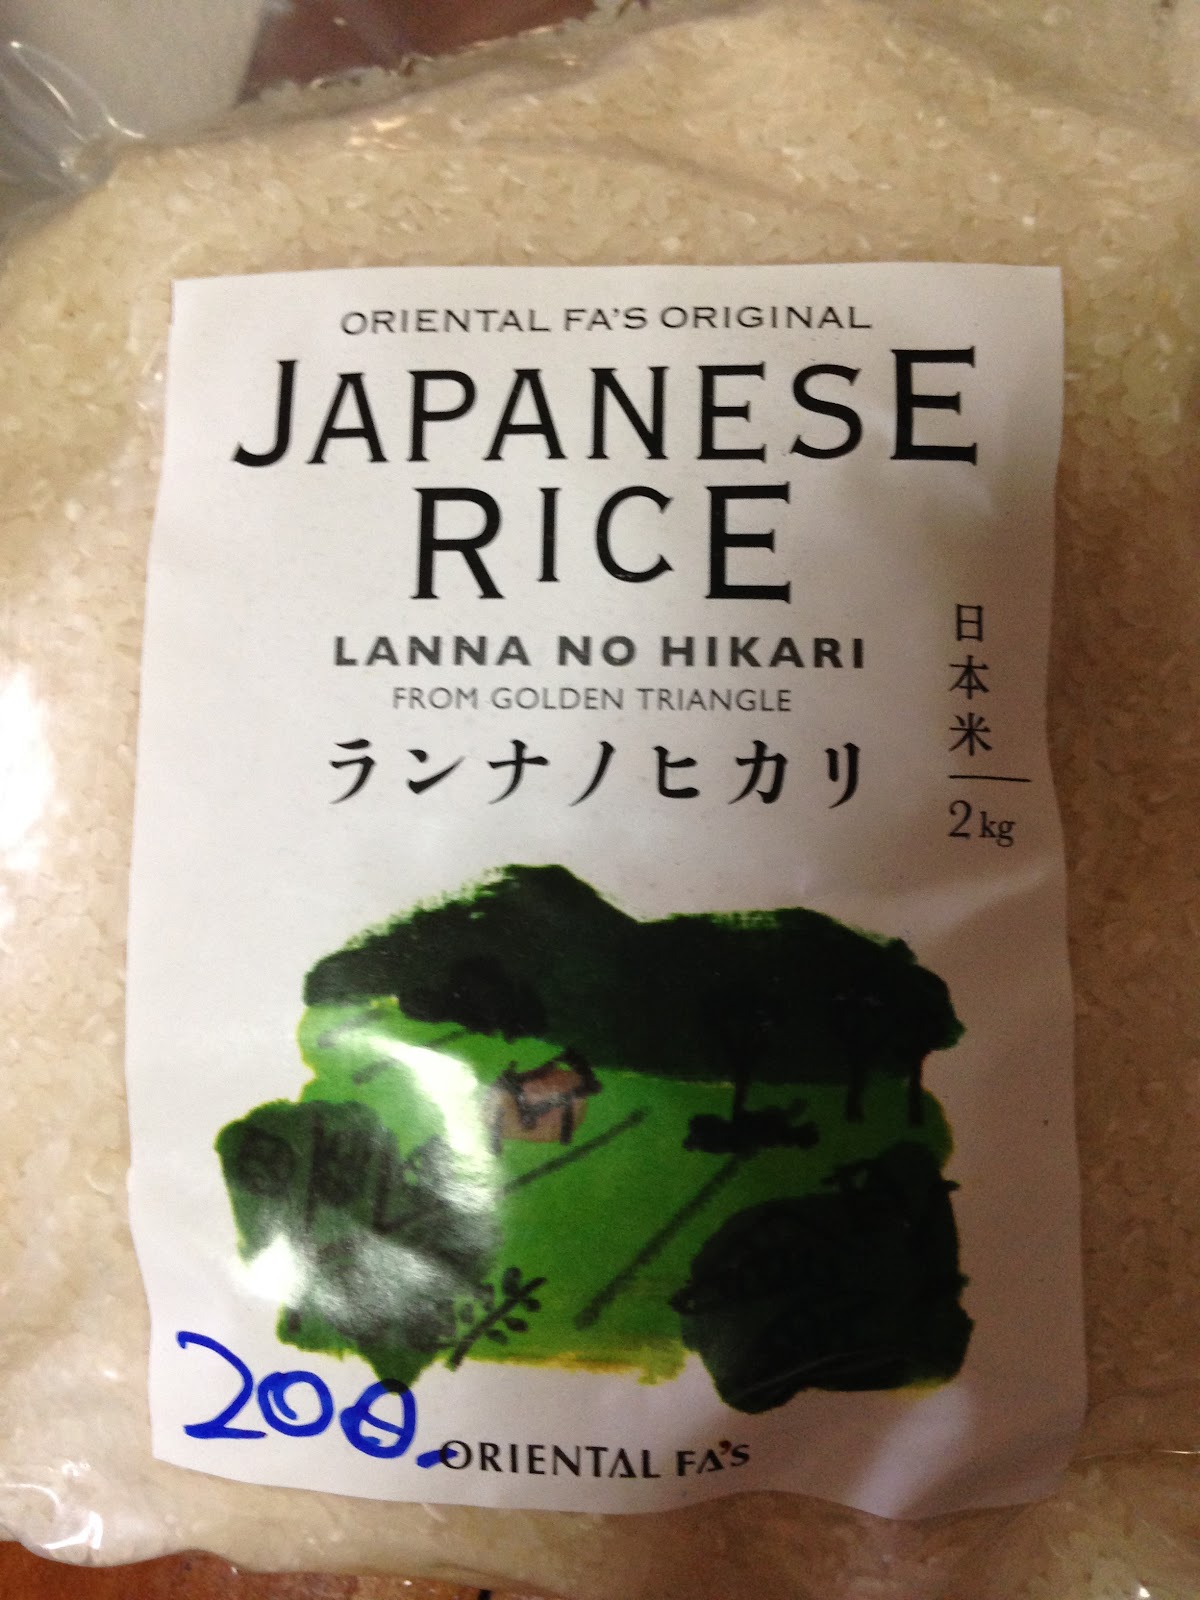 ORIENTAL FA'S ORIGINAL
JAPANESE
RICE
LANNA NO HIKARI
FROM GOLDEN TRIANGLE
ランナノヒカリ
日本米
2kg
200.-
ORIENTAL FA'S